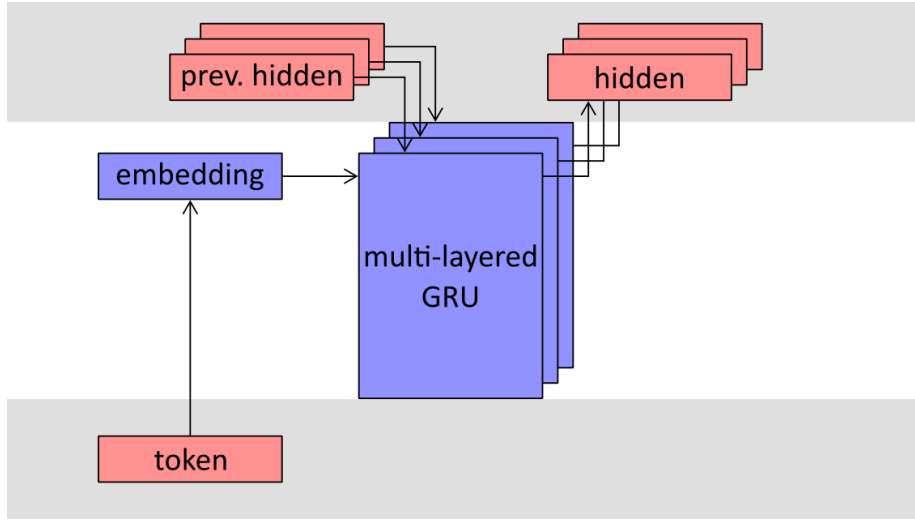 prev. hidden
hidden
embedding
multi-layered
GRU
token